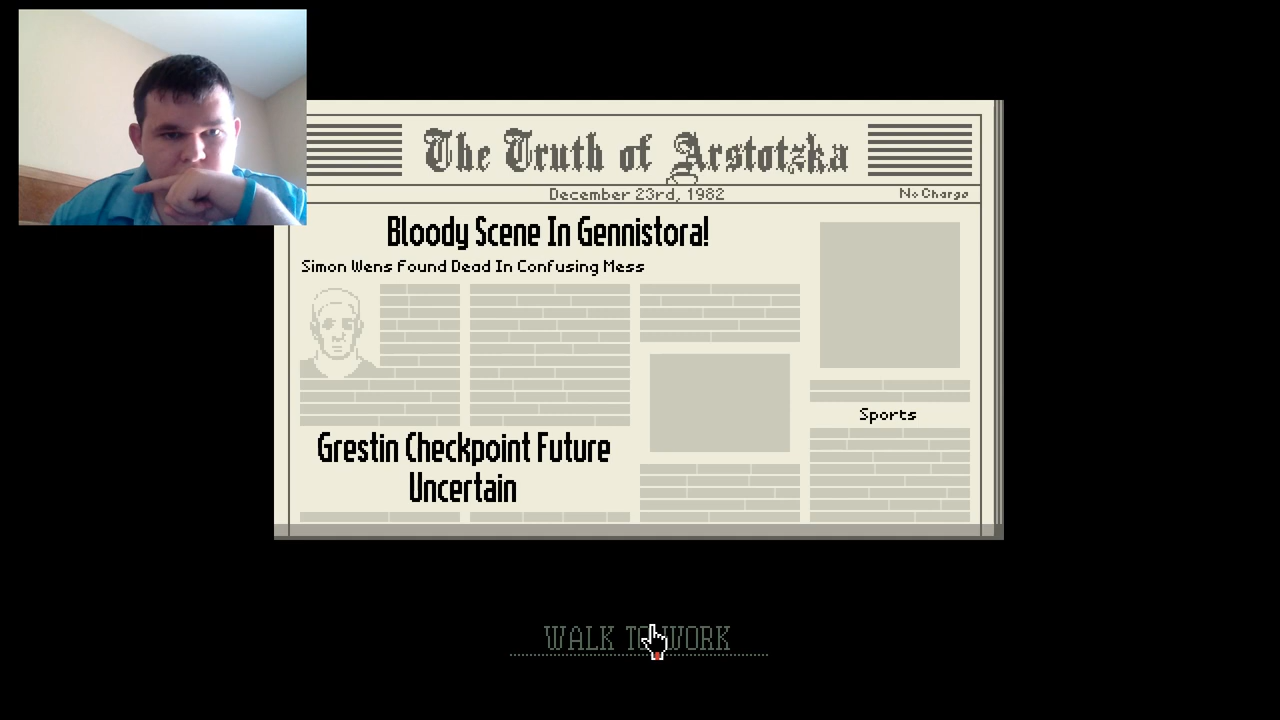 The Truth of Arstotzka
December 23rd, 1982
No Charge
Bloody Scene In Gennistora!
Simon Wens Found Dead In Confusing Mess
Grestin Checkpoint Future
Uncertain
Sports
WALK TO WORK